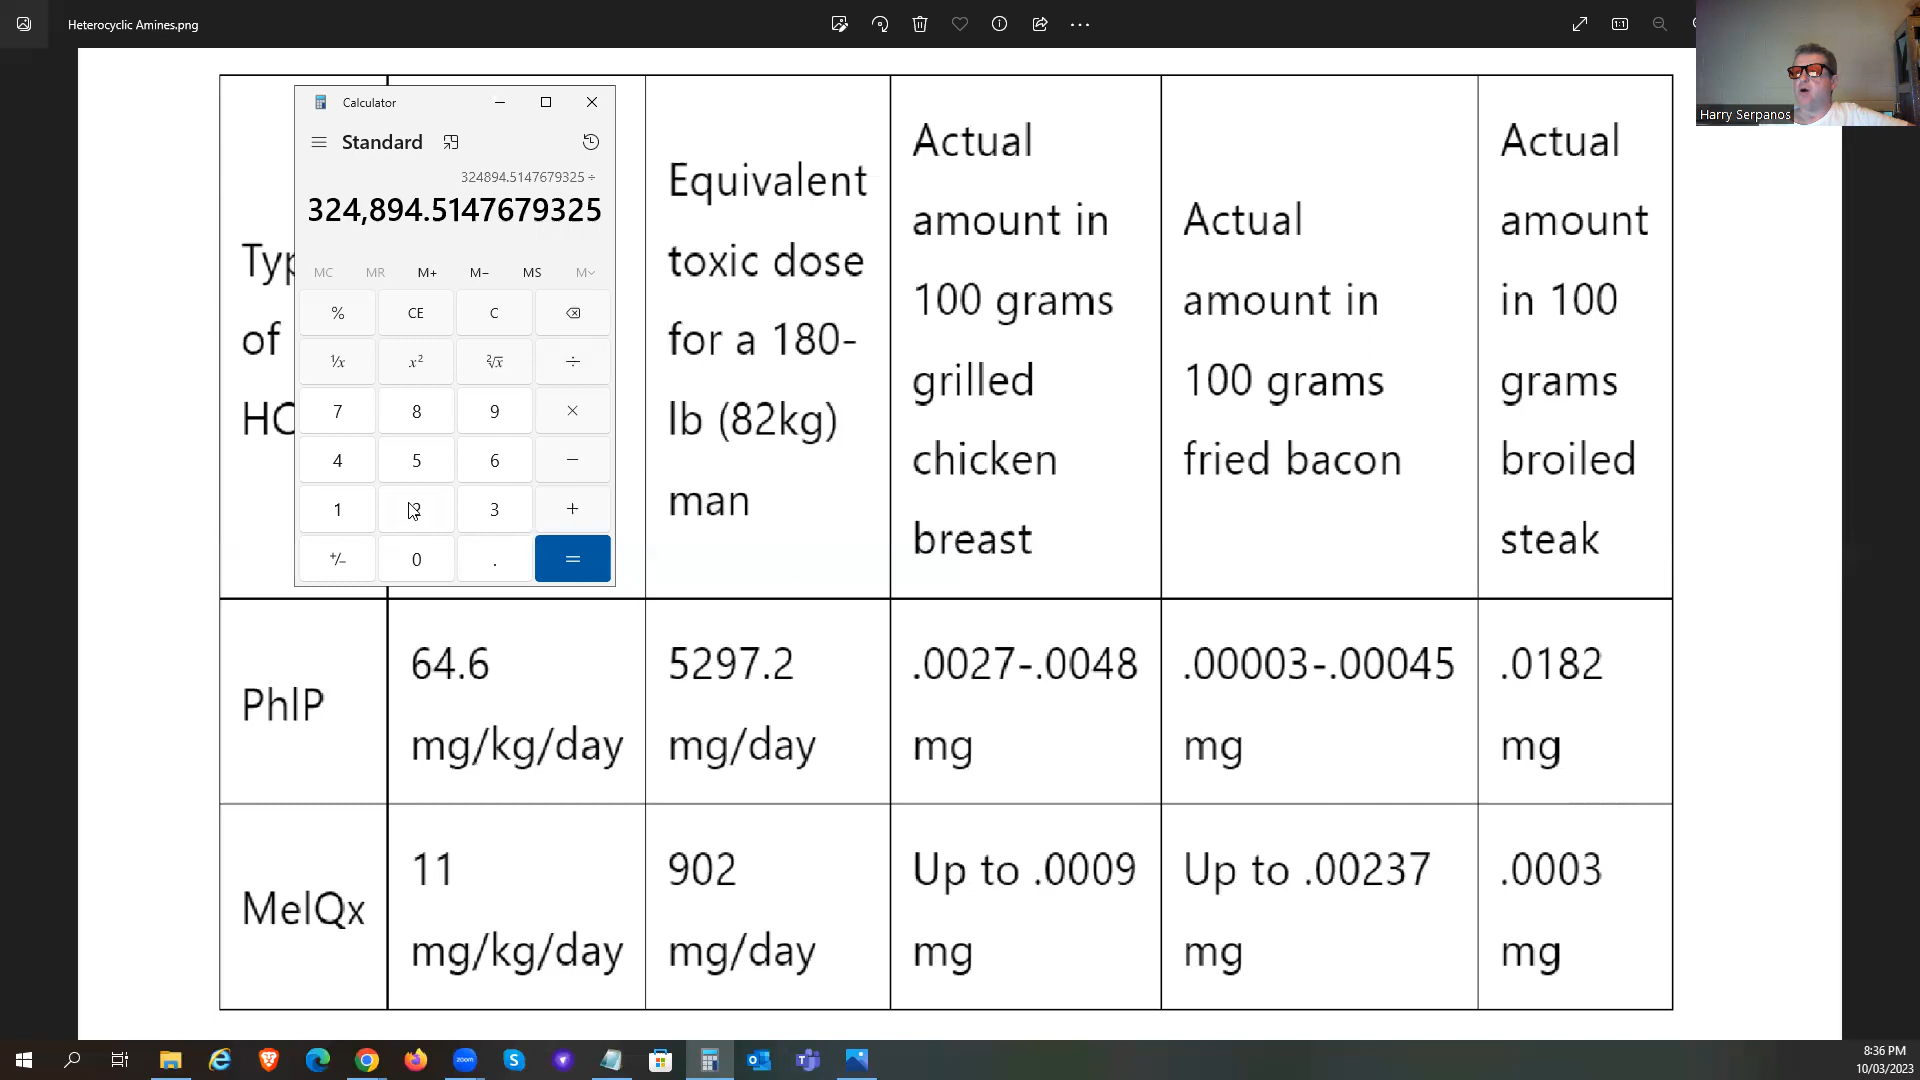 Heterocyclic Amines.png
Harry Serpanos
Calculator
Standard
324894.5147679325 ÷
324,894.5147679325
MC MR M+ M− MS M
% CE C
¹/x x² ²√x ÷
7 8 9 ×
4 5 6 −
1 2 3 +
+/− 0 . =
Equivalent
toxic dose
for a 180-
lb (82kg)
man
Actual
amount in
100 grams
grilled
chicken
breast
Actual
amount in
100 grams
fried bacon
Actual
amount
in 100
grams
broiled
steak
Typ
of
HC
PhlP
64.6
mg/kg/day
5297.2
mg/day
.0027-.0048
mg
.00003-.00045
mg
.0182
mg
MelQx
11
mg/kg/day
902
mg/day
Up to .0009
mg
Up to .00237
mg
.0003
mg
zoom
8:36 PM
10/03/2023